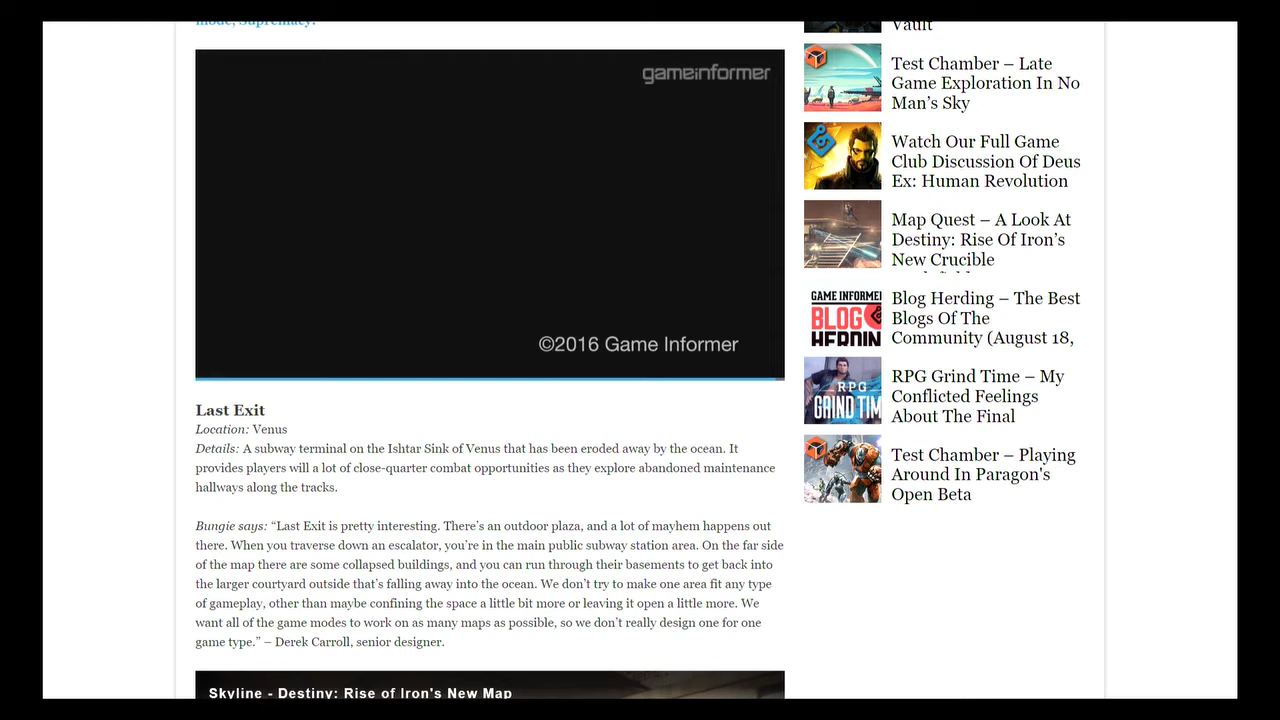 mode, Supremacy.
gameinformer
©2016 Game Informer
Last Exit
Location: Venus
Details: A subway terminal on the Ishtar Sink of Venus that has been eroded away by the ocean. It
provides players will a lot of close-quarter combat opportunities as they explore abandoned maintenance
hallways along the tracks.
Bungie says: “Last Exit is pretty interesting. There’s an outdoor plaza, and a lot of mayhem happens out
there. When you traverse down an escalator, you’re in the main public subway station area. On the far side
of the map there are some collapsed buildings, and you can run through their basements to get back into
the larger courtyard outside that’s falling away into the ocean. We don’t try to make one area fit any type
of gameplay, other than maybe confining the space a little bit more or leaving it open a little more. We
want all of the game modes to work on as many maps as possible, so we don’t really design one for one
game type.” – Derek Carroll, senior designer.
Skyline - Destiny: Rise of Iron's New Map
Vault
Test Chamber – Late
Game Exploration In No
Man’s Sky
Watch Our Full Game
Club Discussion Of Deus
Ex: Human Revolution
Map Quest – A Look At
Destiny: Rise Of Iron’s
New Crucible
GAME INFORMER
BLOG
HERDIN
Blog Herding – The Best
Blogs Of The
Community (August 18,
RPG
GRIND TIM
RPG Grind Time – My
Conflicted Feelings
About The Final
Test Chamber – Playing
Around In Paragon's
Open Beta